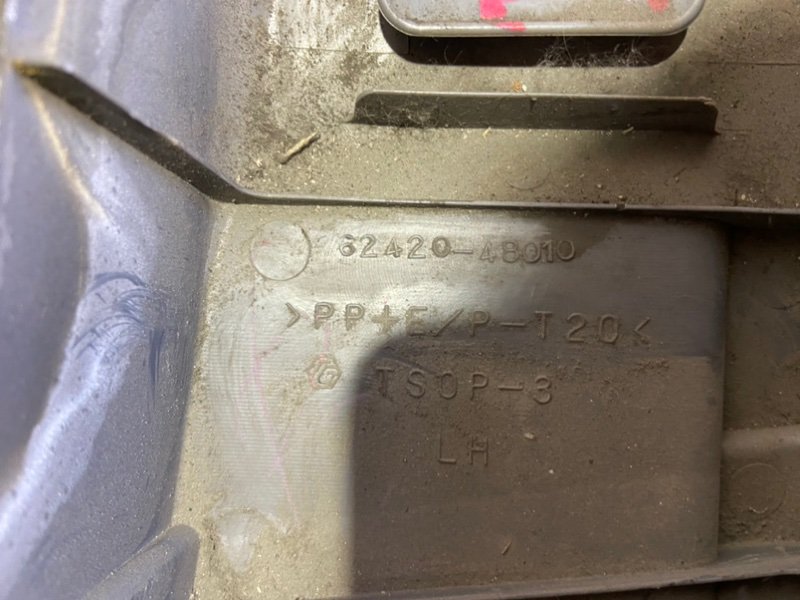 62420-48010
>PP+E/P-T20<
TSOP-3
LH